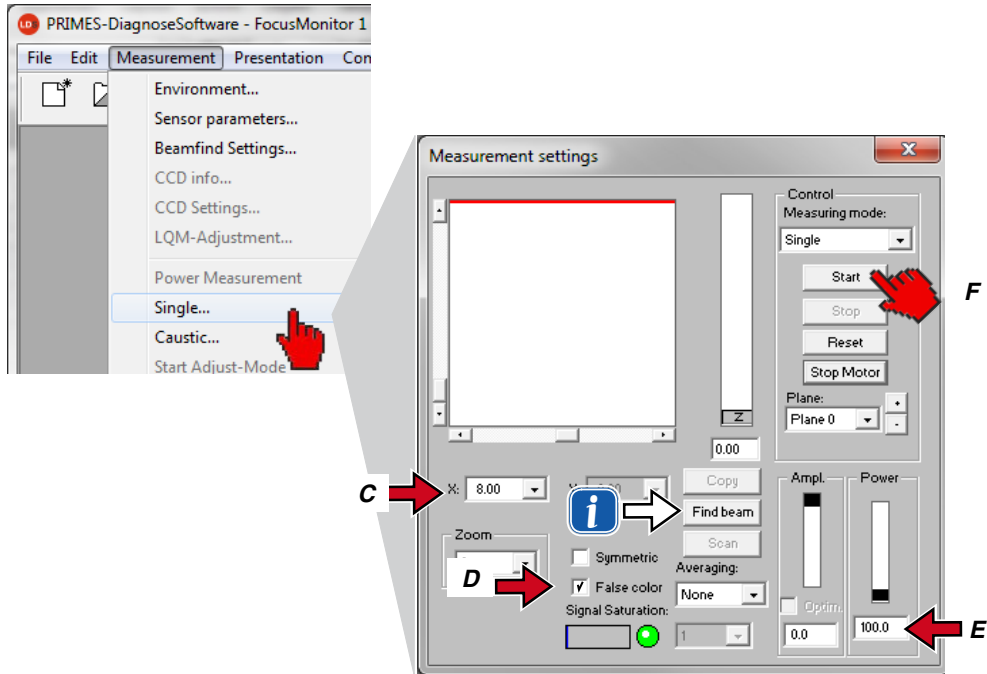 PRIMES-DiagnoseSoftware - FocusMonitor 1
File Edit Measurement Presentation Con
Environment...
Sensor parameters...
Beamfind Settings...
CCD info...
CCD Settings...
LQM-Adjustment...
Power Measurement
Single...
Caustic...
Start Adjust-Mode
Measurement settings
Control
Measuring mode:
Single
Start
F
Stop
Reset
Stop Motor
Plane:
Plane 0
+
-
Z
0.00
C
X: 8.00
Copy
i
Find beam
Scan
Zoom
D
Symmetric
False color
Signal Saturation:
Averaging:
None
1
Ampl.
Optim.
0.0
Power
100.0
E